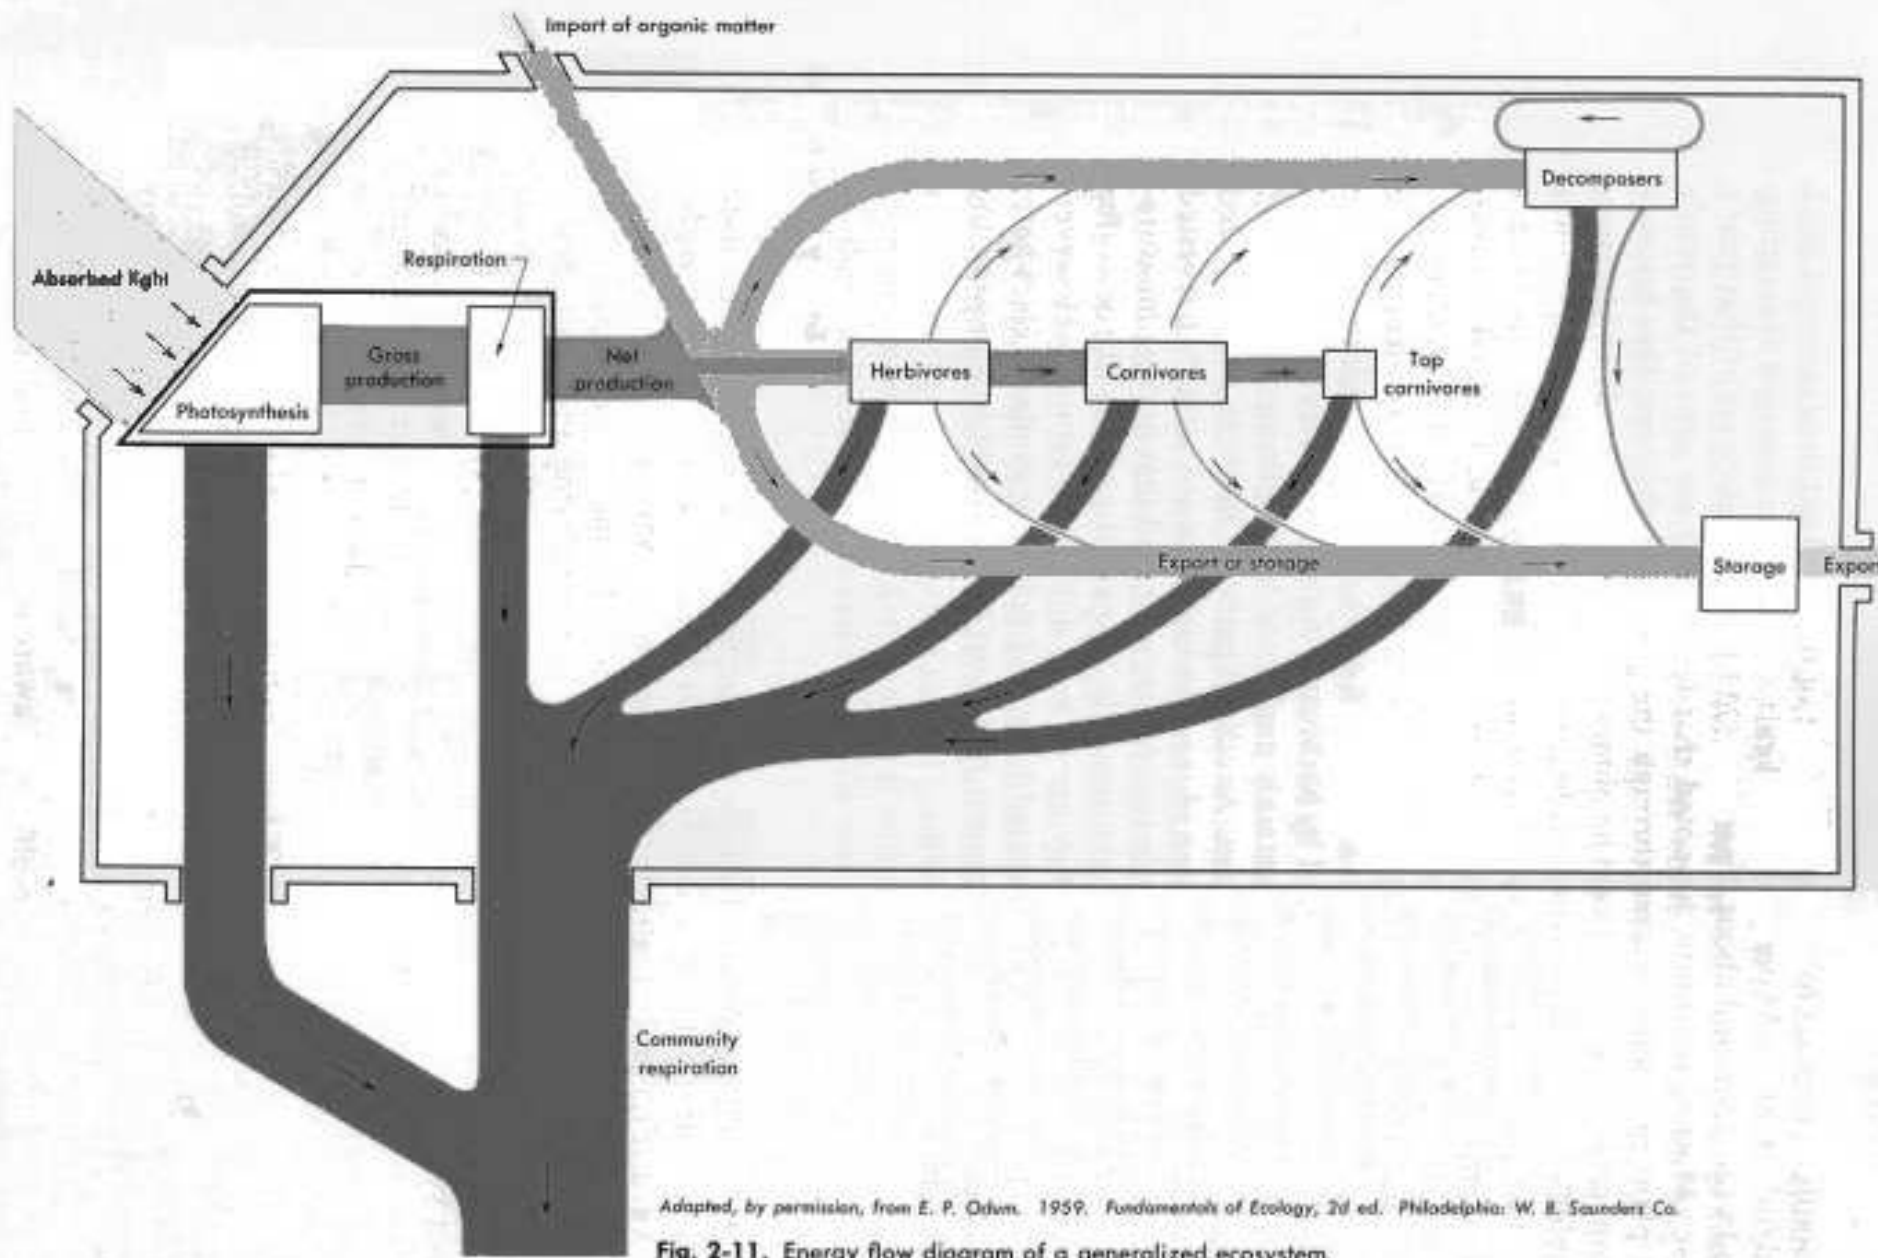 Import of organic matter
Absorbed light
Respiration
Decomposers
Gross
production
Net
production
Photosynthesis
Herbivores
Carnivores
Top
carnivores
Export or storage
Storage
Export
Community
respiration
Adapted, by permission, from E. P. Odum. 1959. Fundamentals of Ecology, 2d ed. Philadelphia: W. B. Saunders Co.
Fig. 2-11. Energy flow diagram of a generalized ecosystem